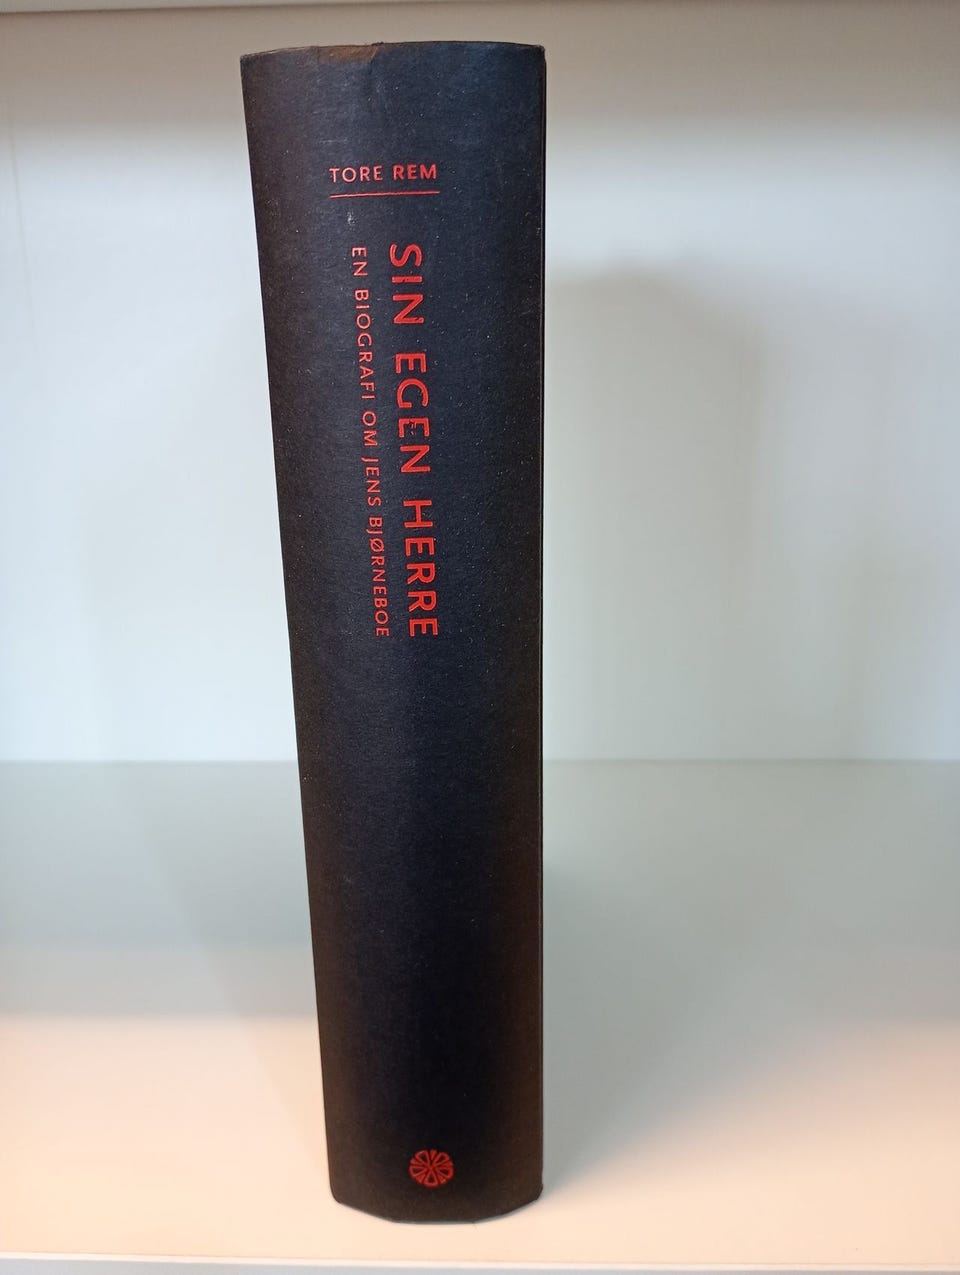 TORE REM
SIN EGEN HERRE
EN BIOGRAFI OM JENS BJØRNEBOE